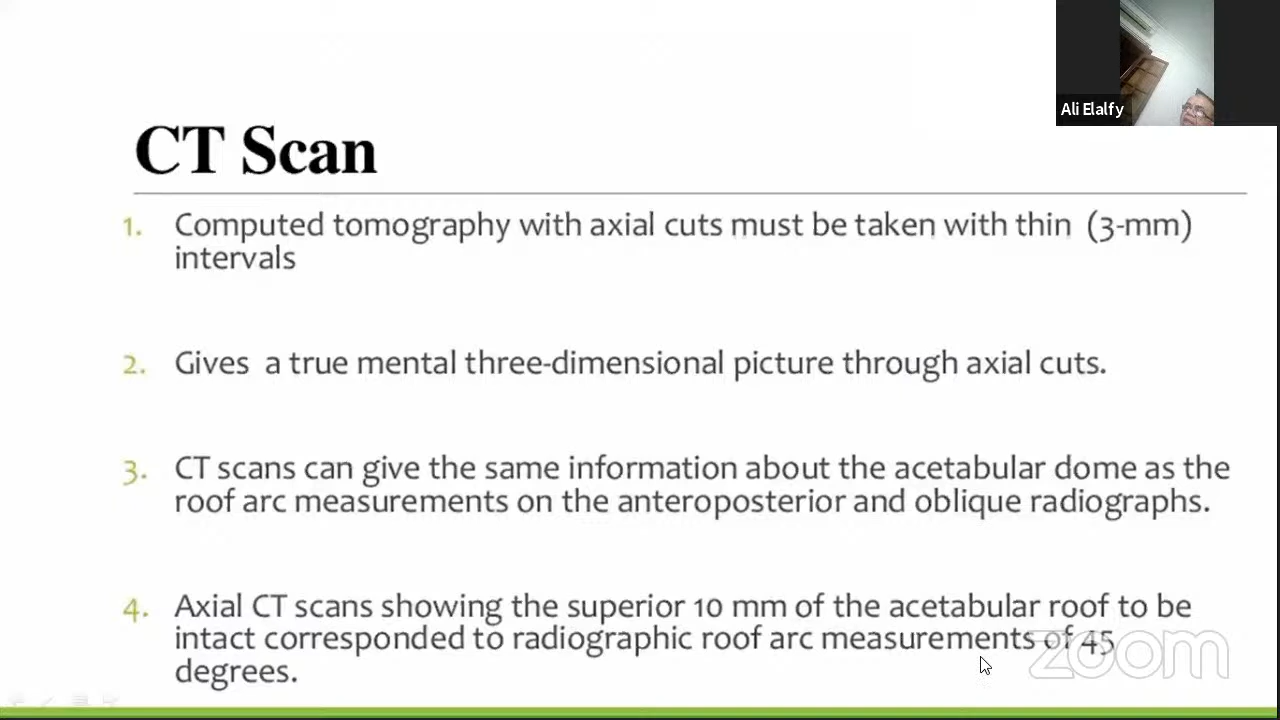 Ali Elalfy
CT Scan
1. Computed tomography with axial cuts must be taken with thin (3-mm)
intervals
2. Gives a true mental three-dimensional picture through axial cuts.
3. CT scans can give the same information about the acetabular dome as the
roof arc measurements on the anteroposterior and oblique radiographs.
4. Axial CT scans showing the superior 10 mm of the acetabular roof to be
intact corresponded to radiographic roof arc measurements of 45
degrees.
zoom